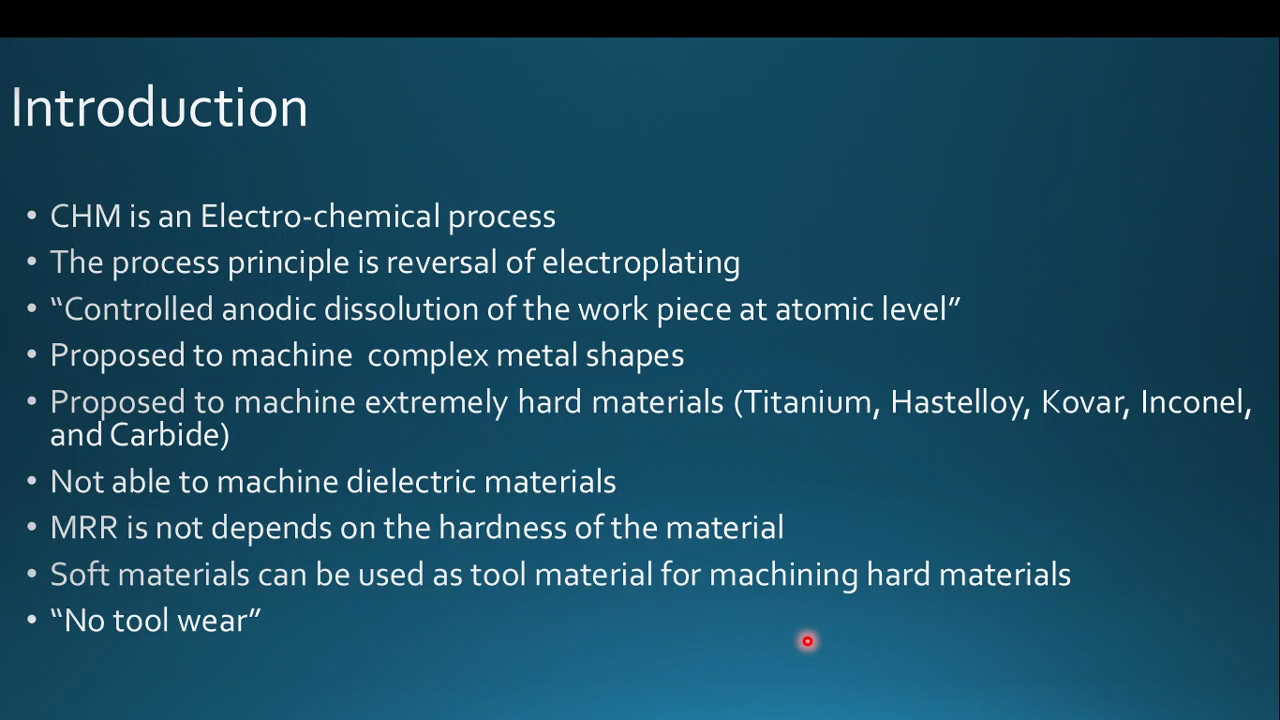 Introduction
• CHM is an Electro-chemical process
• The process principle is reversal of electroplating
• “Controlled anodic dissolution of the work piece at atomic level”
• Proposed to machine  complex metal shapes
• Proposed to machine extremely hard materials (Titanium, Hastelloy, Kovar, Inconel,
and Carbide)
• Not able to machine dielectric materials
• MRR is not depends on the hardness of the material
• Soft materials can be used as tool material for machining hard materials
• “No tool wear”